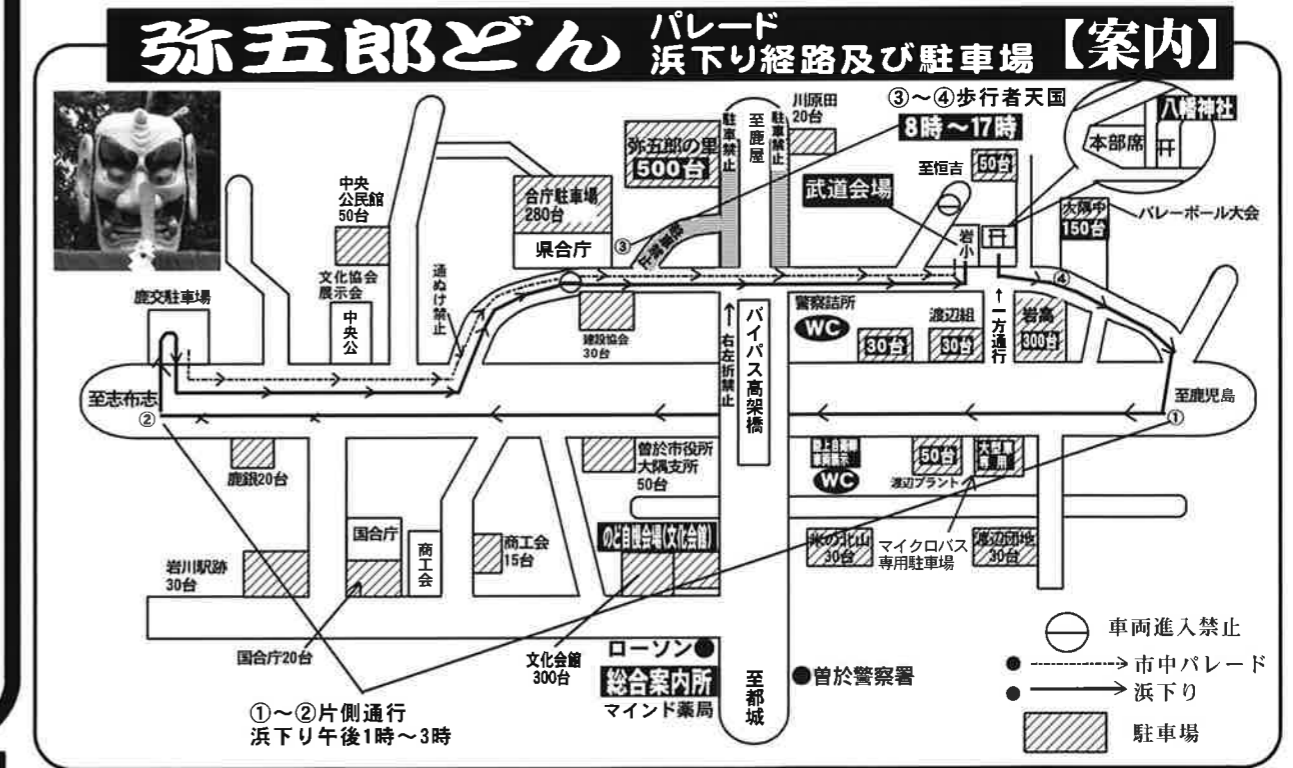 弥五郎どん
パレード
浜下り経路及び駐車場
【案内】
③～④歩行者天国
8時～17時
八幡神社
本部席
川原田
20台
駐車禁止
至鹿屋
駐車禁止
弥五郎の里
500台
至恒吉
50台
武道会場
大隅中
150台
バレーボール大会
中央
公民館
50台
合庁駐車場
280台
県合庁
③
岩小
④
文化協会
展示会
中央公
通ぬけ禁止
鹿交駐車場
建設協会
30台
警察詰所
WC
30台
渡辺組
30台
↑一方通行
岩高
300台
↑右左折禁止
バイパス高架橋
至志布志
②
至鹿児島
①
鹿銀20台
曽於市役所
大隅支所
50台
WC
50台
渡辺プラント
大型車
専用
国合庁
商工会
商工会
15台
のど自慢会場(文化会館)
氷の北山
30台
マイクロバス
専用駐車場
渡辺団地
30台
岩川駅跡
30台
国合庁20台
文化会館
300台
ローソン●
総合案内所
マインド薬局
至都城
●曽於警察署
①～②片側通行
浜下り午後1時～3時
車両進入禁止
市中パレード
浜下り
駐車場